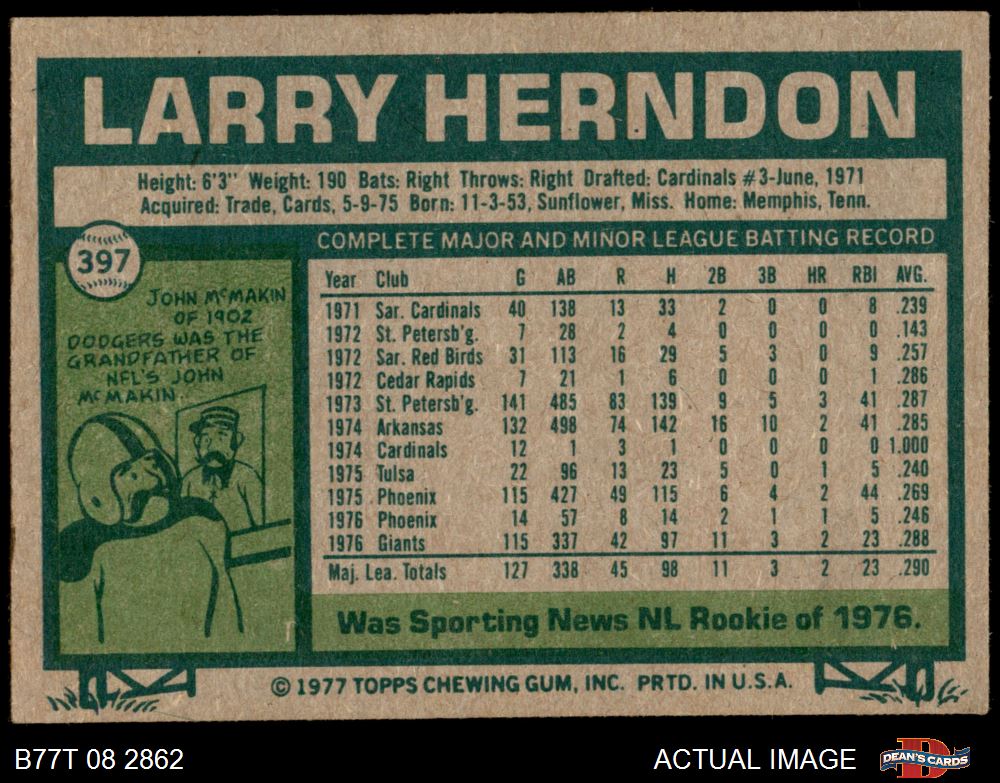 LARRY HERNDON
Height: 6'3" Weight: 190 Bats: Right Throws: Right Drafted: Cardinals #3-June, 1971
Acquired: Trade, Cards, 5-9-75 Born: 11-3-53, Sunflower, Miss. Home: Memphis, Tenn.
397
JOHN McMAKIN
OF 1902
DODGERS WAS THE
GRANDFATHER OF
NFL'S JOHN
McMAKIN
COMPLETE MAJOR AND MINOR LEAGUE BATTING RECORD
Year Club G AB R H 2B 3B HR RBI AVG.
1971 Sar. Cardinals 40 138 13 33 2 0 0 8 .239
1972 St. Petersb'g. 7 28 2 4 0 0 0 0 .143
1972 Sar. Red Birds 31 113 16 29 5 3 0 9 .257
1972 Cedar Rapids 7 21 1 6 0 0 0 1 .286
1973 St. Petersb'g. 141 485 83 139 9 5 3 41 .287
1974 Arkansas 132 498 74 142 16 10 2 41 .285
1974 Cardinals 12 1 3 1 0 0 0 0 1.000
1975 Tulsa 22 96 13 23 5 0 1 5 .240
1975 Phoenix 115 427 49 115 6 4 2 44 .269
1976 Phoenix 14 57 8 14 2 1 1 5 .246
1976 Giants 115 337 42 97 11 3 2 23 .288
Maj. Lea. Totals 127 338 45 98 11 3 2 23 .290
Was Sporting News NL Rookie of 1976.
© 1977 TOPPS CHEWING GUM, INC. PRTD. IN U.S.A.
B77T 08 2862
ACTUAL IMAGE
DEAN'S CARDS